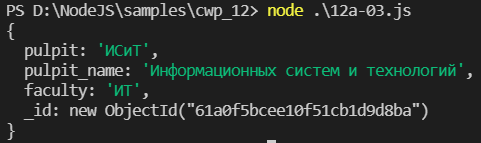 PS D:\NodeJS\samples\cwp_12> node .\12a-03.js
{
  pulpit: 'ИСиТ',
  pulpit_name: 'Информационных систем и технологий',
  faculty: 'ИТ',
  _id: new ObjectId("61a0f5bcee10f51cb1d9d8ba")
}